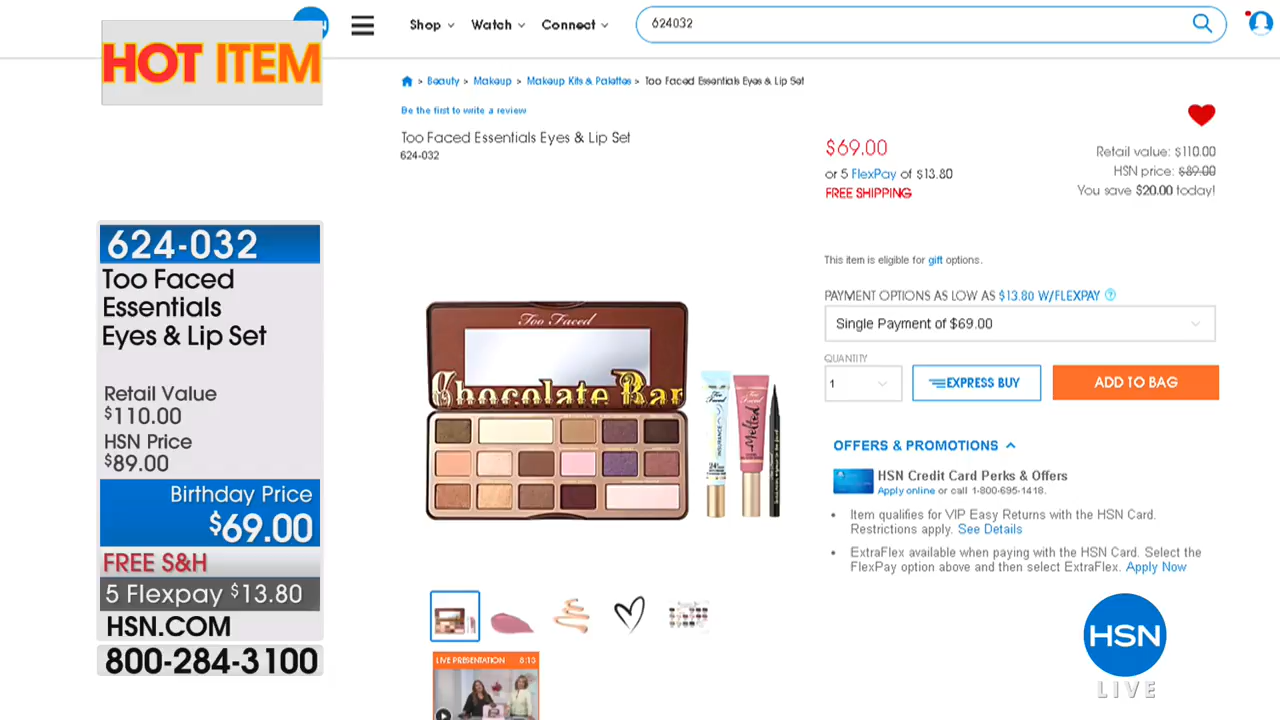 HOT ITEM
Shop
Watch
Connect
624032
> Beauty > Makeup > Makeup Kits & Palettes > Too Faced Essentials Eyes & Lip Set
Be the first to write a review
Too Faced Essentials Eyes & Lip Set
624-032
$69.00
or 5 FlexPay of $13.80
FREE SHIPPING
Retail value: $110.00
HSN price: $89.00
You save $20.00 today!
This item is eligible for gift options.
PAYMENT OPTIONS AS LOW AS $13.80 W/FLEXPAY ?
Single Payment of $69.00
QUANTITY
1
EXPRESS BUY
ADD TO BAG
OFFERS & PROMOTIONS
HSN Credit Card Perks & Offers
Apply online or call 1-800-695-1418.
• Item qualifies for VIP Easy Returns with the HSN Card.
Restrictions apply. See Details
• ExtraFlex available when paying with the HSN Card. Select the
FlexPay option above and then select ExtraFlex. Apply Now
624-032
Too Faced
Essentials
Eyes & Lip Set
Retail Value
$110.00
HSN Price
$89.00
Birthday Price
$69.00
FREE S&H
5 Flexpay $13.80
HSN.COM
800-284-3100
Too Faced
Chocolate Bar
Too Faced
INSURANCE
Too Faced
Melted
LIVE PRESENTATION 8:13
HSN
LIVE